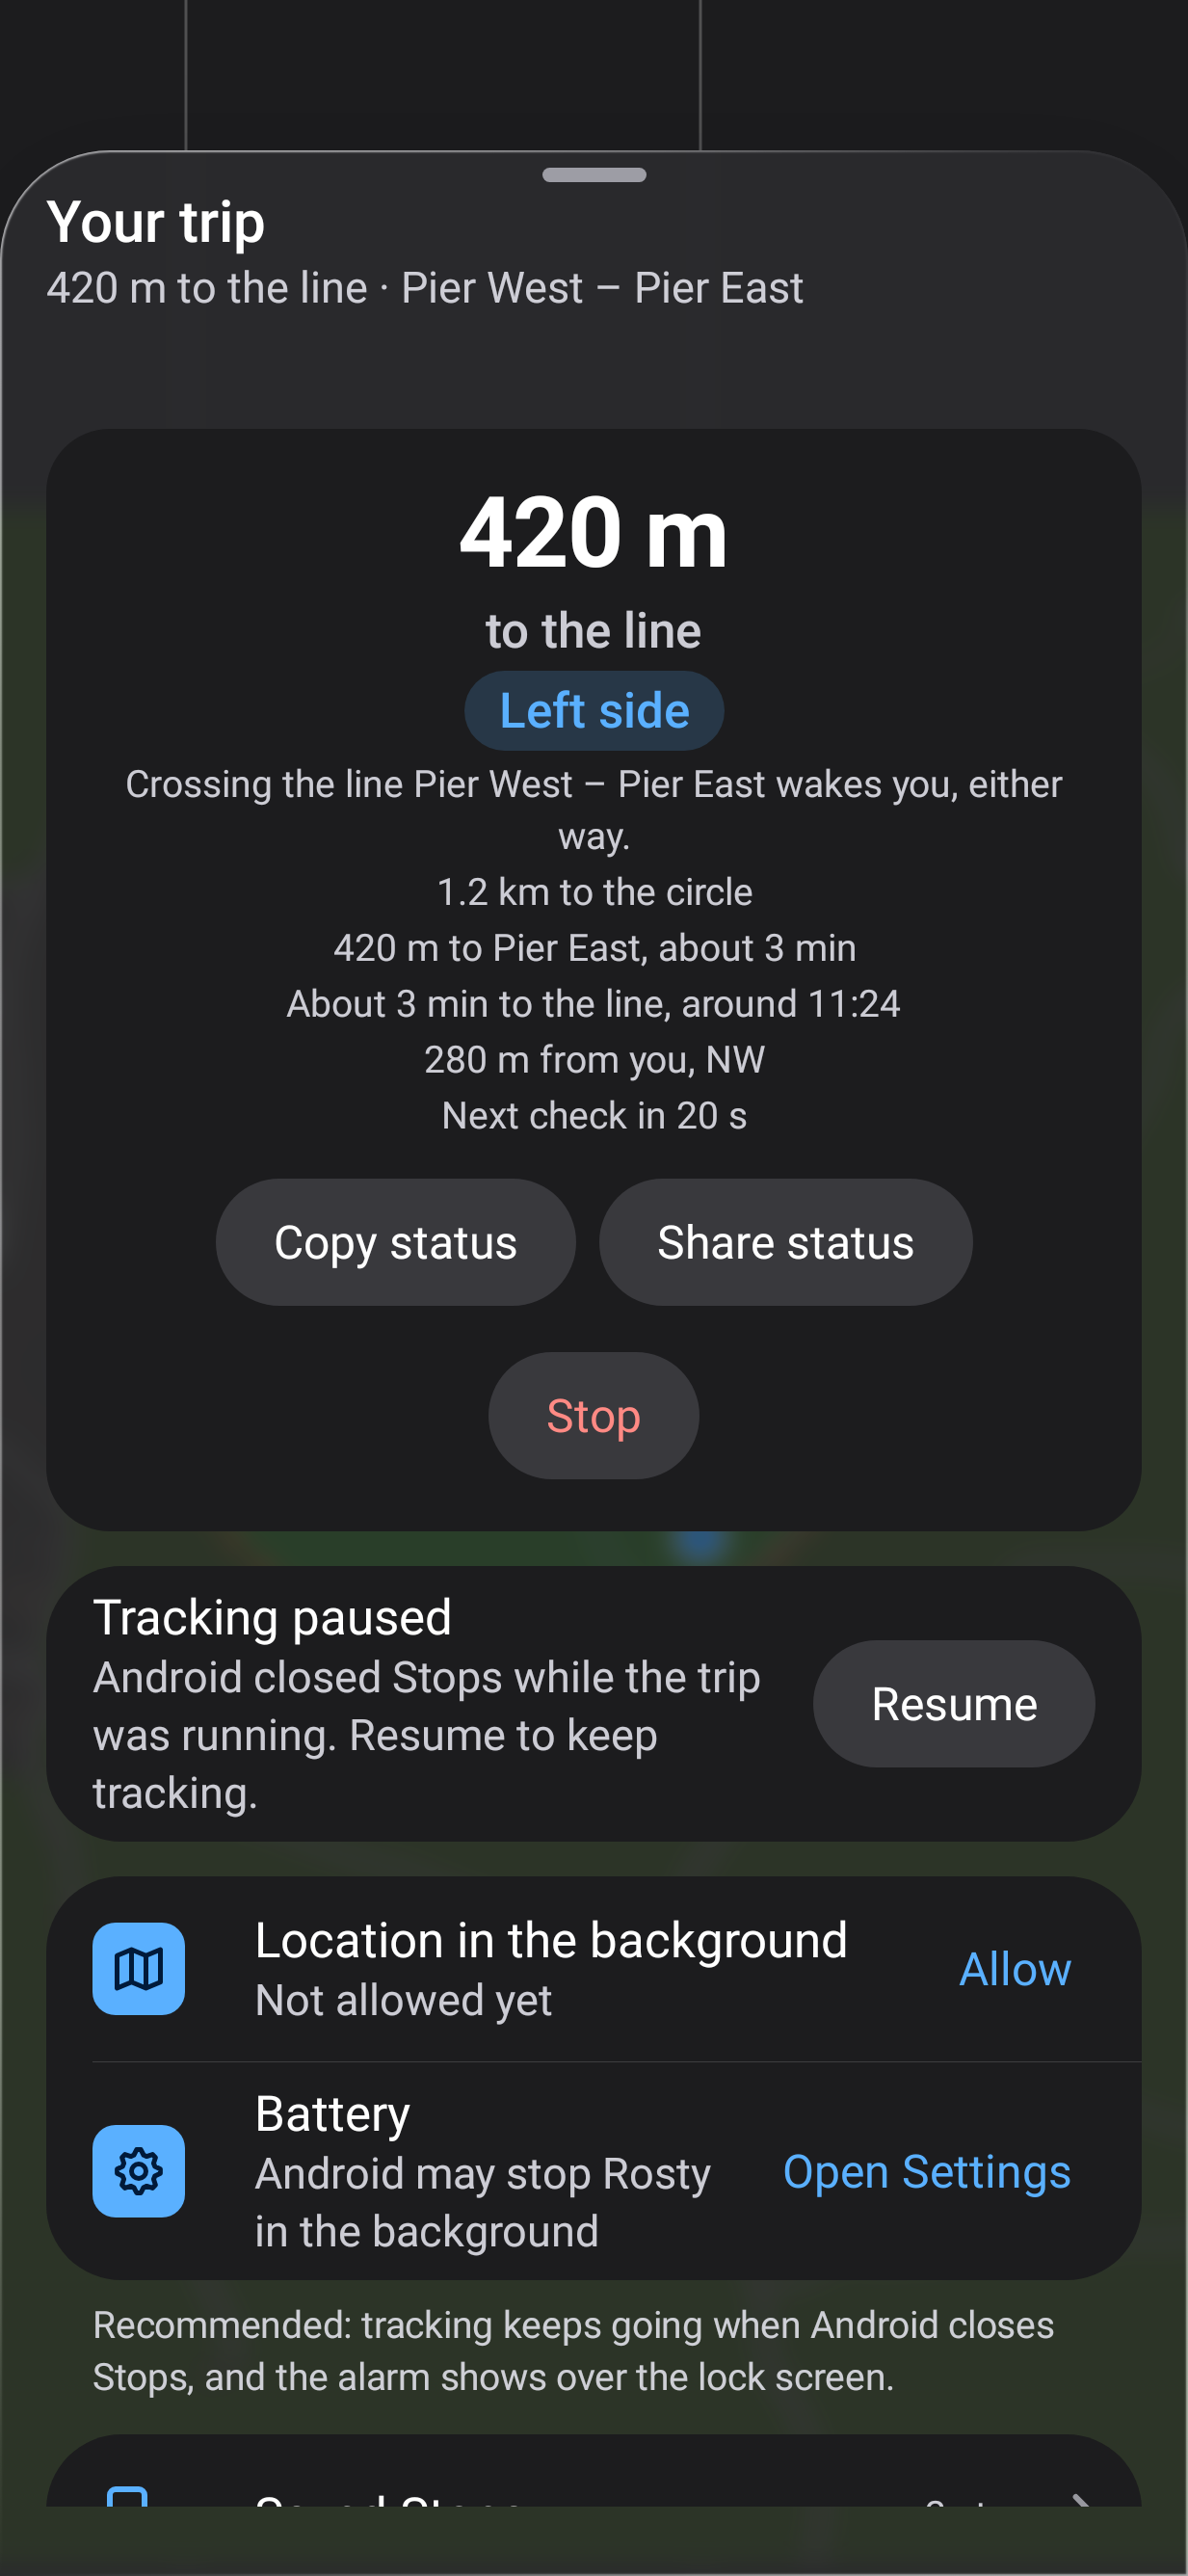 Your trip
420 m to the line · Pier West – Pier East
420 m
to the line
Left side
Crossing the line Pier West – Pier East wakes you, either
way.
1.2 km to the circle
420 m to Pier East, about 3 min
About 3 min to the line, around 11:24
280 m from you, NW
Next check in 20 s
Copy status
Share status
Stop
Tracking paused
Android closed Stops while the trip
was running. Resume to keep
tracking.
Resume
Location in the background
Not allowed yet
Allow
Battery
Android may stop Rosty
in the background
Open Settings
Recommended: tracking keeps going when Android closes
Stops, and the alarm shows over the lock screen.